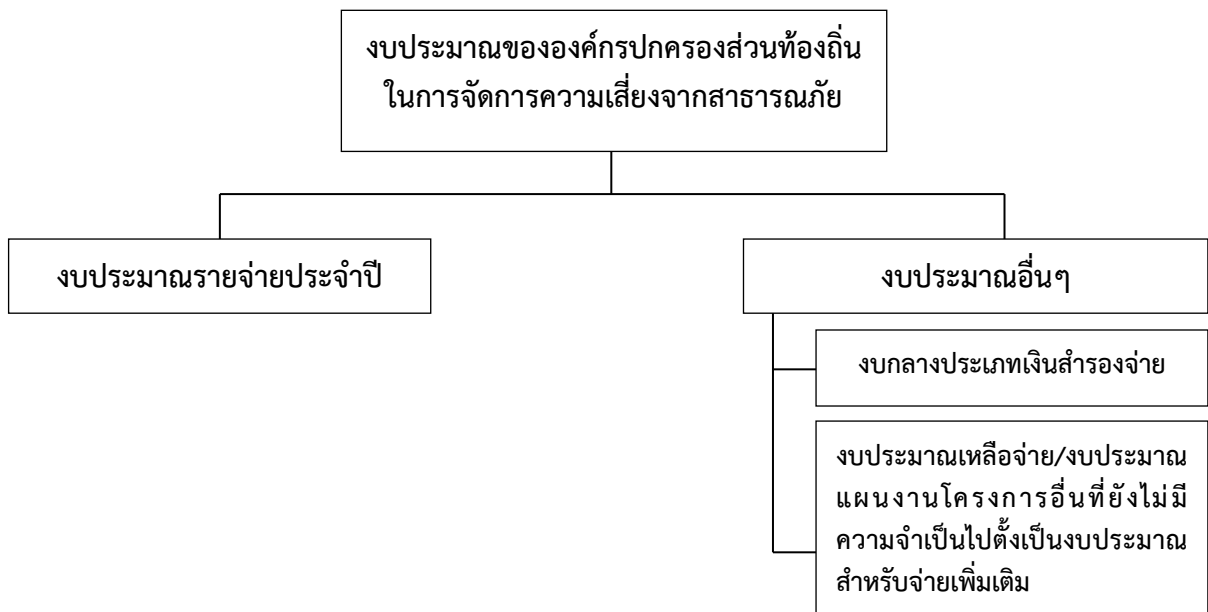 งบประมาณขององค์กรปกครองส่วนท้องถิ่น
ในการจัดการความเสี่ยงจากสาธารณภัย
งบประมาณรายจ่ายประจำปี
งบประมาณอื่นๆ
งบกลางประเภทเงินสำรองจ่าย
งบประมาณเหลือจ่าย/งบประมาณ
แผนงานโครงการอื่นที่ยังไม่มี
ความจำเป็นไปตั้งเป็นงบประมาณ
สำหรับจ่ายเพิ่มเติม